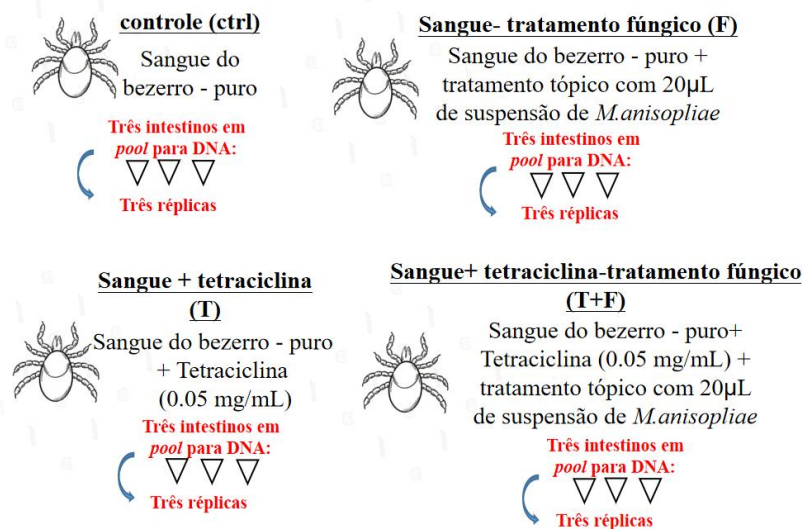 controle (ctrl)
Sangue do
bezerro - puro
Três intestinos em
pool para DNA:
Três réplicas
Sangue- tratamento fúngico (F)
Sangue do bezerro - puro +
tratamento tópico com 20µL
de suspensão de M.anisopliae
Três intestinos em
pool para DNA:
Três réplicas
Sangue + tetraciclina
(T)
Sangue do bezerro - puro
+ Tetraciclina
(0.05 mg/mL)
Três intestinos em
pool para DNA:
Três réplicas
Sangue+ tetraciclina-tratamento fúngico
(T+F)
Sangue do bezerro - puro+
Tetraciclina (0.05 mg/mL) +
tratamento tópico com 20µL
de suspensão de M.anisopliae
Três intestinos em
pool para DNA:
Três réplicas